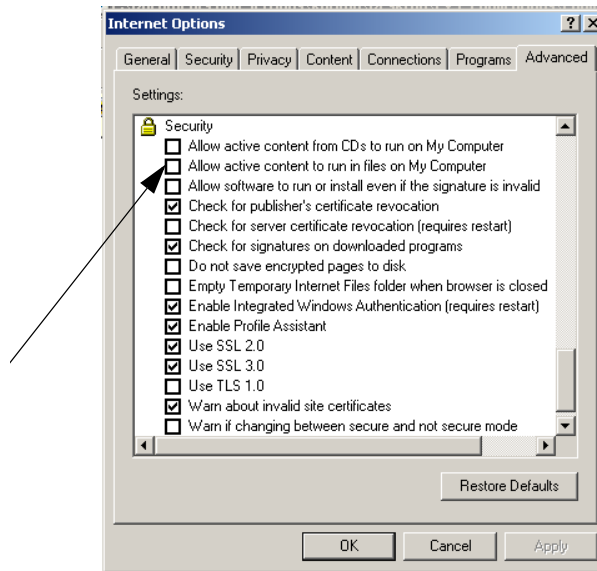 Internet Options
General Security Privacy Content Connections Programs Advanced
Settings:
Security
Allow active content from CDs to run on My Computer
Allow active content to run in files on My Computer
Allow software to run or install even if the signature is invalid
Check for publisher's certificate revocation
Check for server certificate revocation (requires restart)
Check for signatures on downloaded programs
Do not save encrypted pages to disk
Empty Temporary Internet Files folder when browser is closed
Enable Integrated Windows Authentication (requires restart)
Enable Profile Assistant
Use SSL 2.0
Use SSL 3.0
Use TLS 1.0
Warn about invalid site certificates
Warn if changing between secure and not secure mode
Restore Defaults
OK Cancel Apply